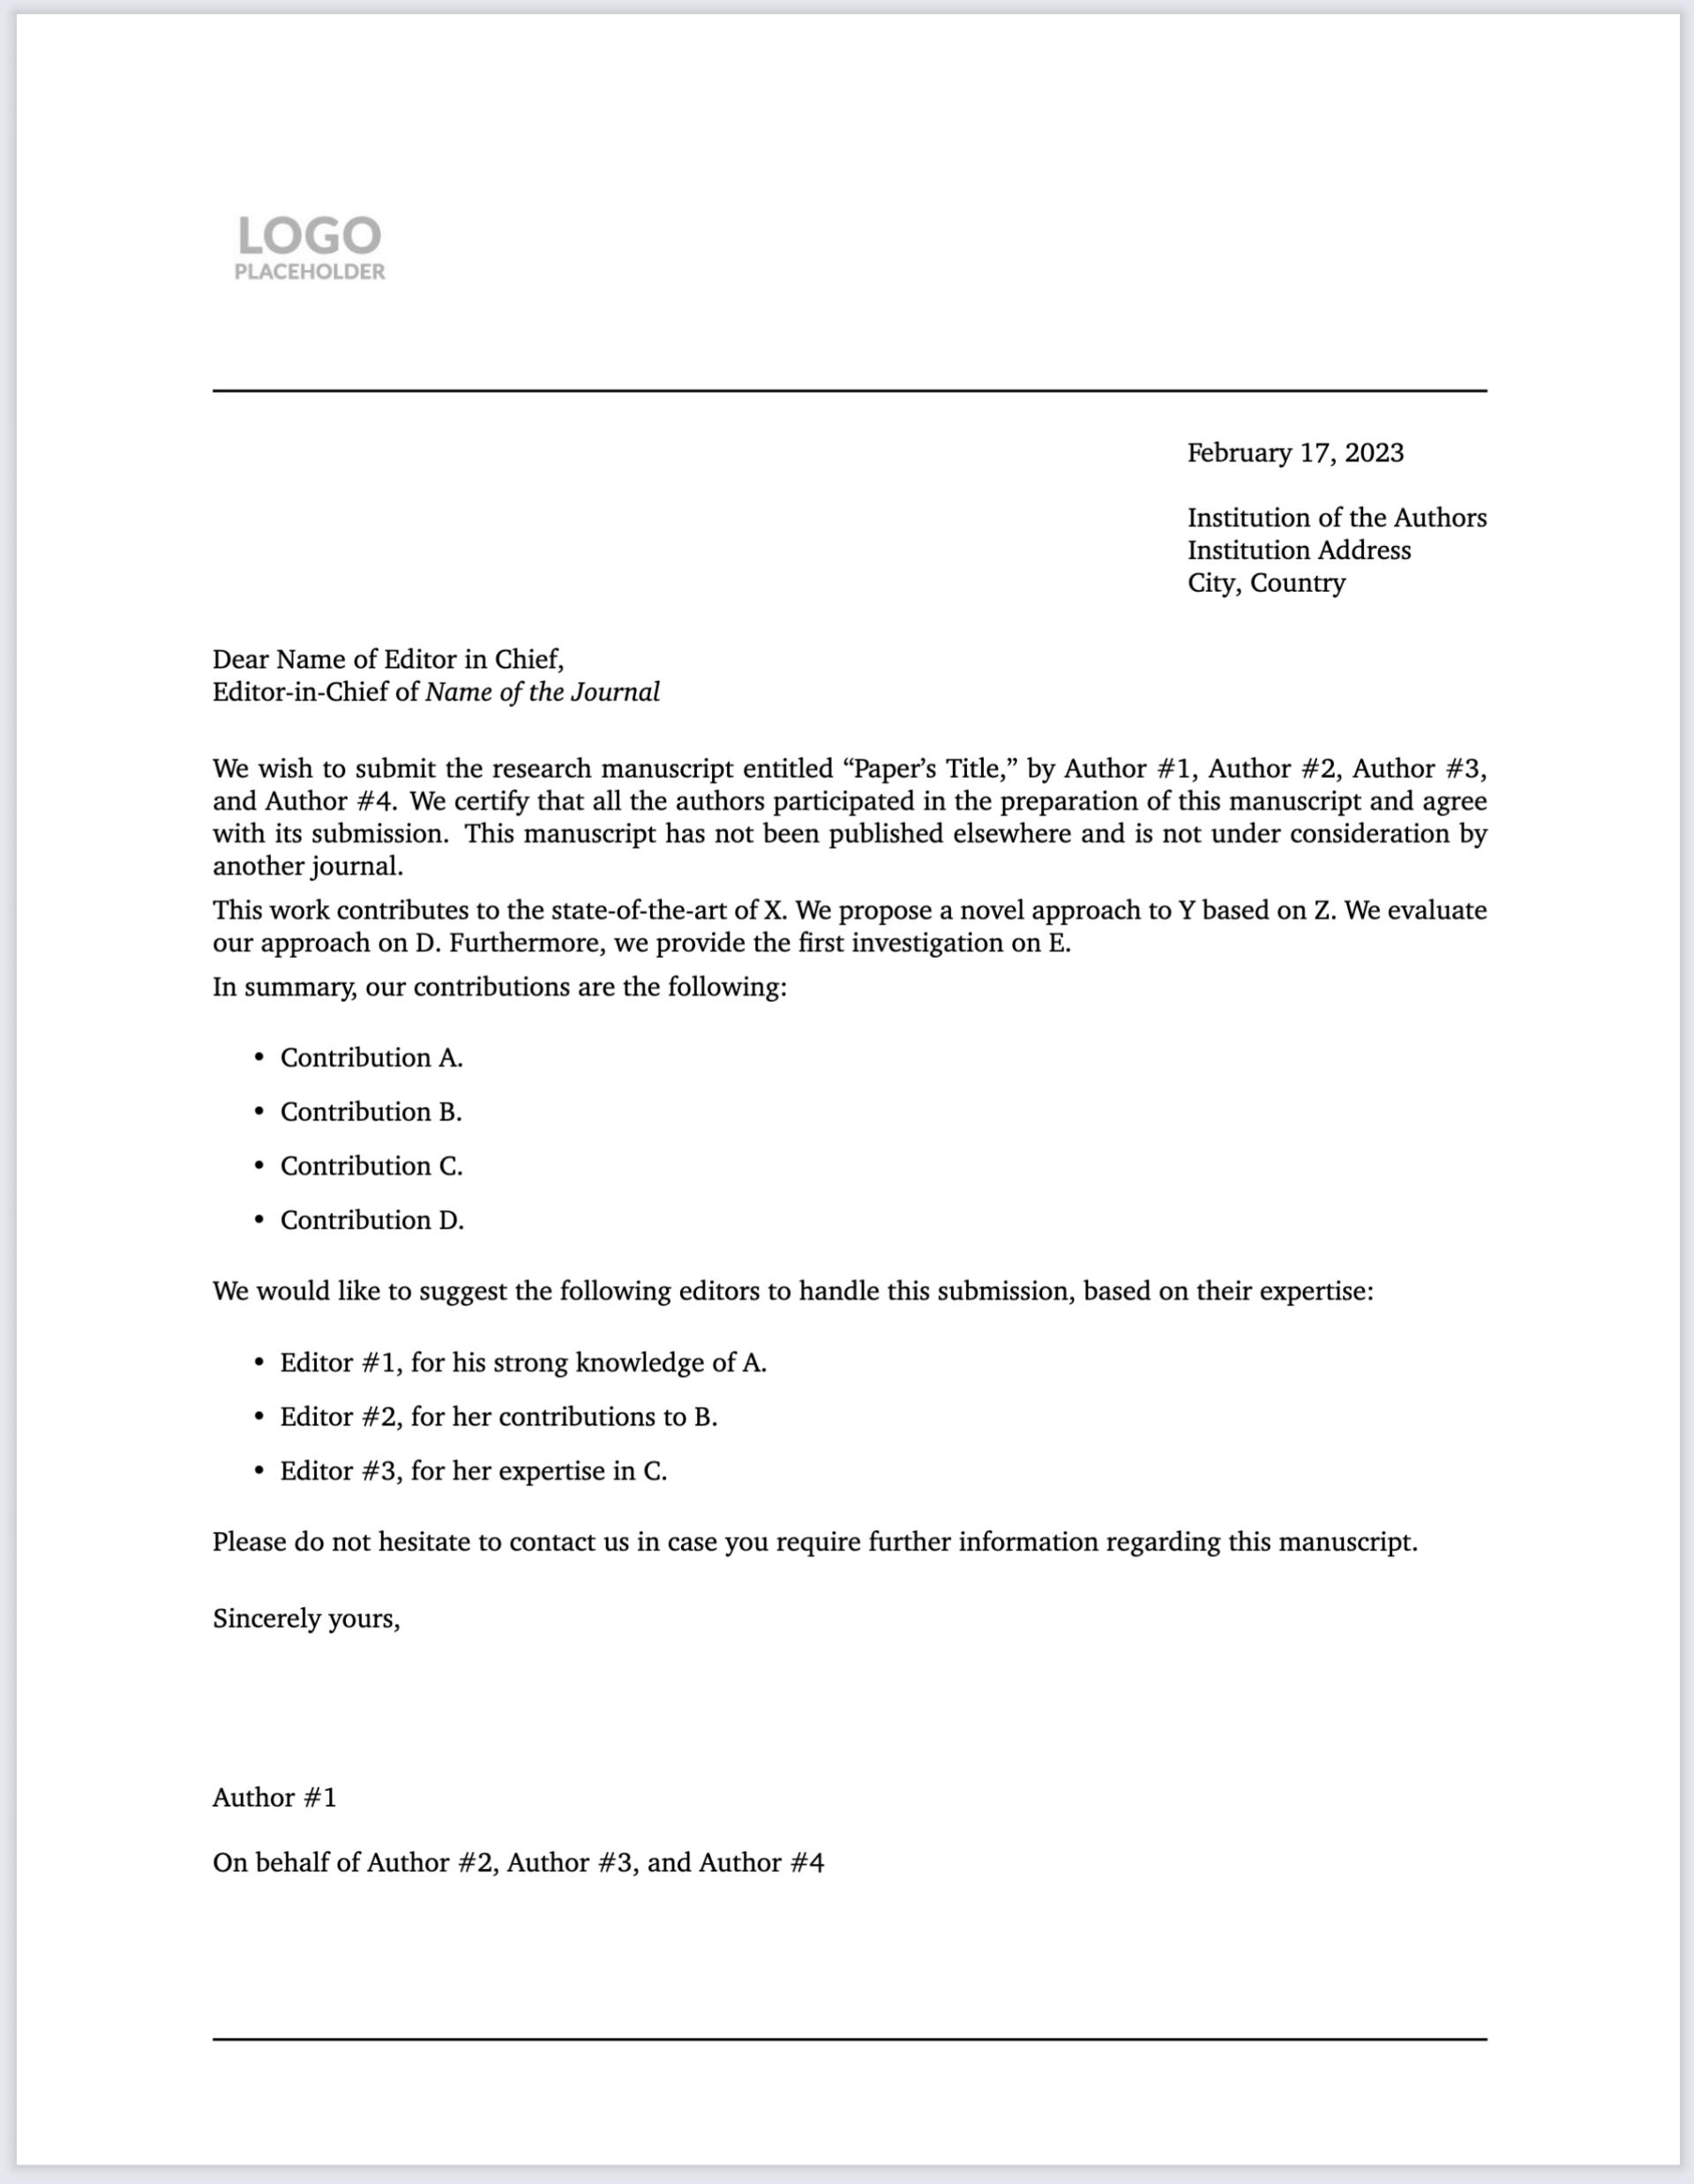 LOGO
PLACEHOLDER
February 17, 2023
Institution of the Authors
Institution Address
City, Country
Dear Name of Editor in Chief,
Editor-in-Chief of Name of the Journal
We wish to submit the research manuscript entitled “Paper’s Title,” by Author #1, Author #2, Author #3,
and Author #4. We certify that all the authors participated in the preparation of this manuscript and agree
with its submission. This manuscript has not been published elsewhere and is not under consideration by
another journal.
This work contributes to the state-of-the-art of X. We propose a novel approach to Y based on Z. We evaluate
our approach on D. Furthermore, we provide the first investigation on E.
In summary, our contributions are the following:
• Contribution A.
• Contribution B.
• Contribution C.
• Contribution D.
We would like to suggest the following editors to handle this submission, based on their expertise:
• Editor #1, for his strong knowledge of A.
• Editor #2, for her contributions to B.
• Editor #3, for her expertise in C.
Please do not hesitate to contact us in case you require further information regarding this manuscript.
Sincerely yours,
Author #1
On behalf of Author #2, Author #3, and Author #4